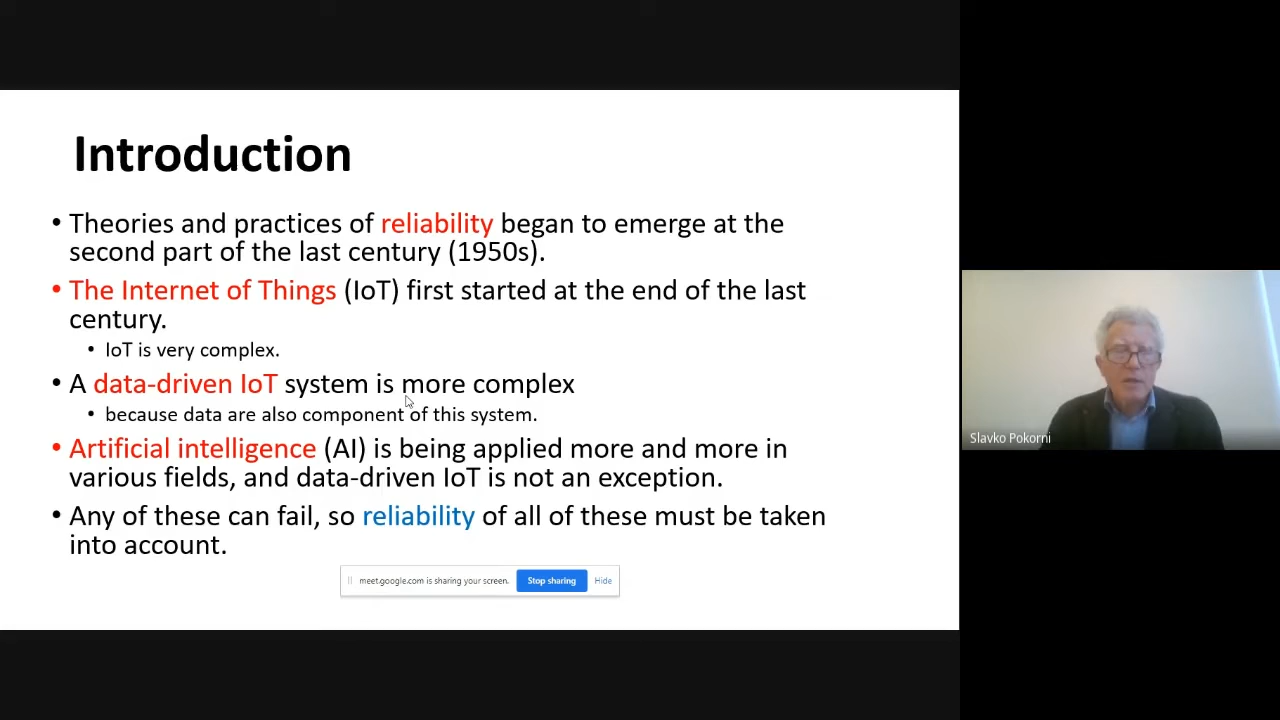 Introduction
• Theories and practices of reliability began to emerge at the
second part of the last century (1950s).
• The Internet of Things (IoT) first started at the end of the last
century.
• IoT is very complex.
• A data-driven IoT system is more complex
• because data are also component of this system.
• Artificial intelligence (AI) is being applied more and more in
various fields, and data-driven IoT is not an exception.
• Any of these can fail, so reliability of all of these must be taken
into account.
meet.google.com is sharing your screen. Stop sharing Hide
Slavko Pokorni